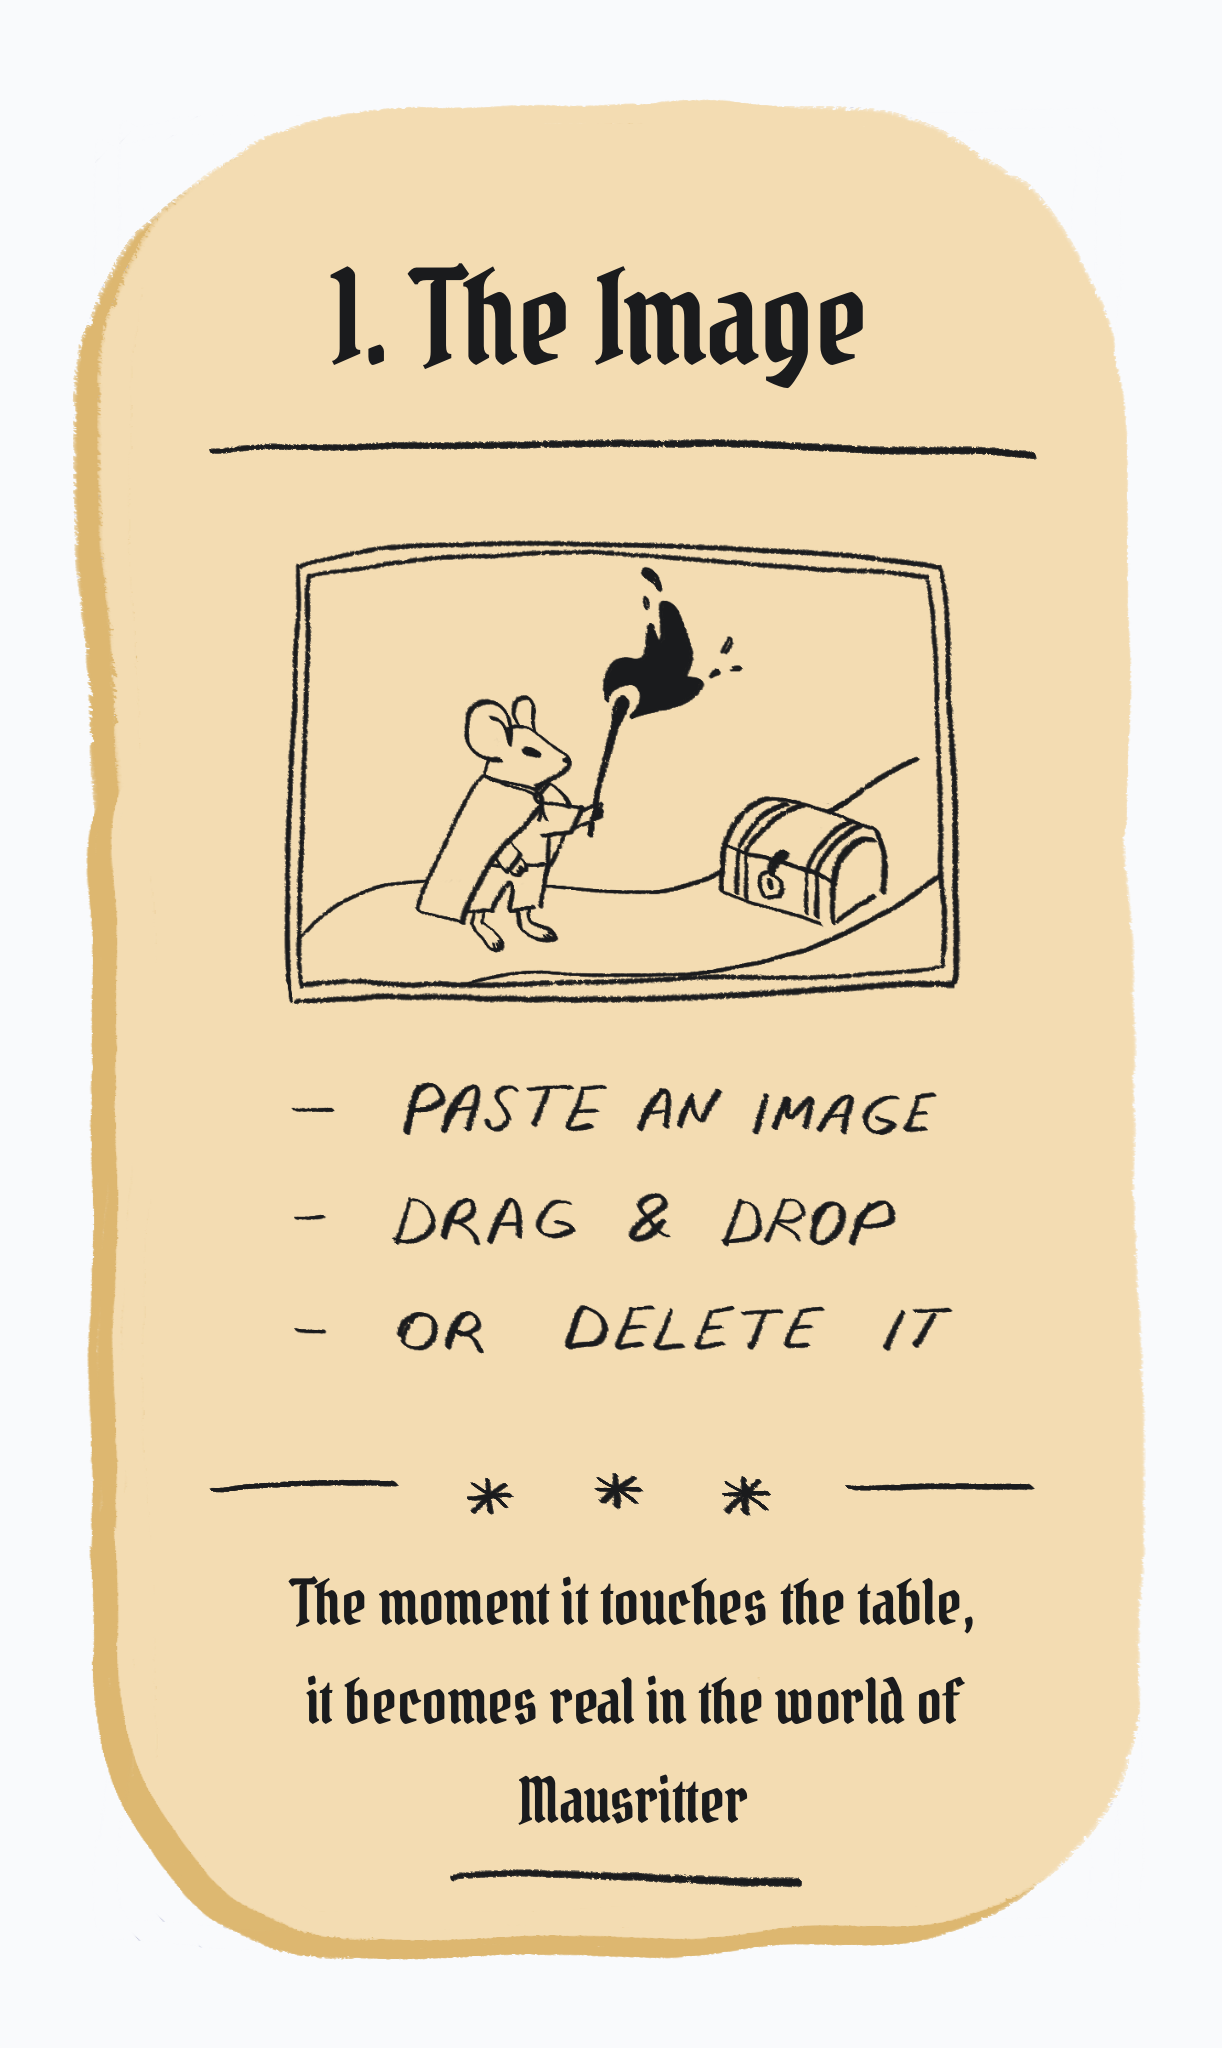 1. The Image
- PASTE AN IMAGE
- DRAG & DROP
- OR DELETE IT
* * *
The moment it touches the table,
it becomes real in the world of
Mausritter